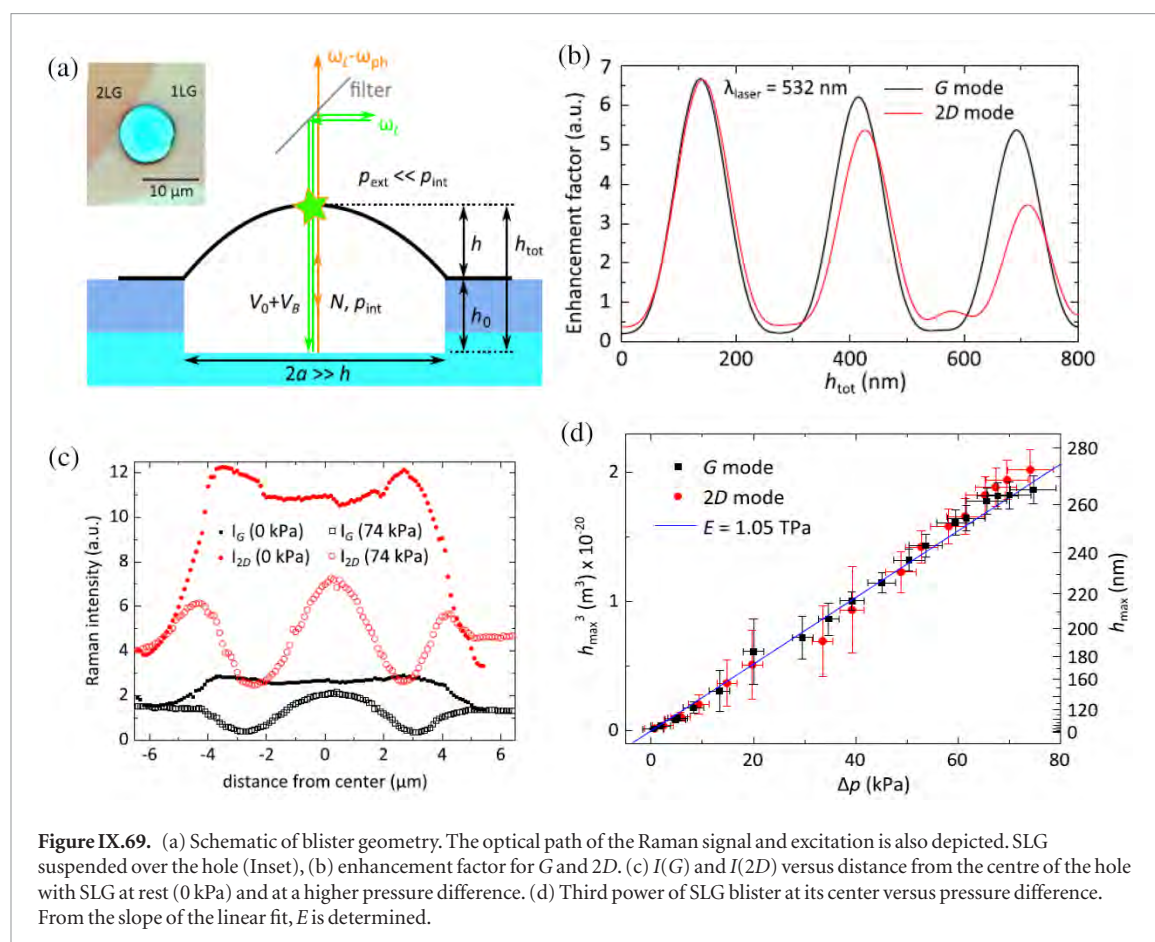 (a)
2LG 1LG
10 μm
ω_L-ω_ph
filter
ω_L
p_ext << p_int
h
h_tot
V_0+V_B
N, p_int
h_0
2a >> h
(b)
7
6
5
4
3
2
1
0
Enhancement factor (a.u.)
λ_laser = 532 nm
G mode
2D mode
0 200 400 600 800
h_tot (nm)
(c)
12
10
8
6
4
2
0
Raman intensity (a.u.)
I_G (0 kPa) I_G (74 kPa)
I_2D (0 kPa) I_2D (74 kPa)
-6 -4 -2 0 2 4 6
distance from center (μm)
(d)
G mode
2D mode
E = 1.05 TPa
2
1
0
h_max^3 (m^3) x 10^-20
280
260
240
220
200
180
160
120
0
h_max (nm)
0 20 40 60 80
Δp (kPa)
Figure IX.69. (a) Schematic of blister geometry. The optical path of the Raman signal and excitation is also depicted. SLG
suspended over the hole (Inset), (b) enhancement factor for G and 2D. (c) I(G) and I(2D) versus distance from the centre of the hole
with SLG at rest (0 kPa) and at a higher pressure difference. (d) Third power of SLG blister at its center versus pressure difference.
From the slope of the linear fit, E is determined.